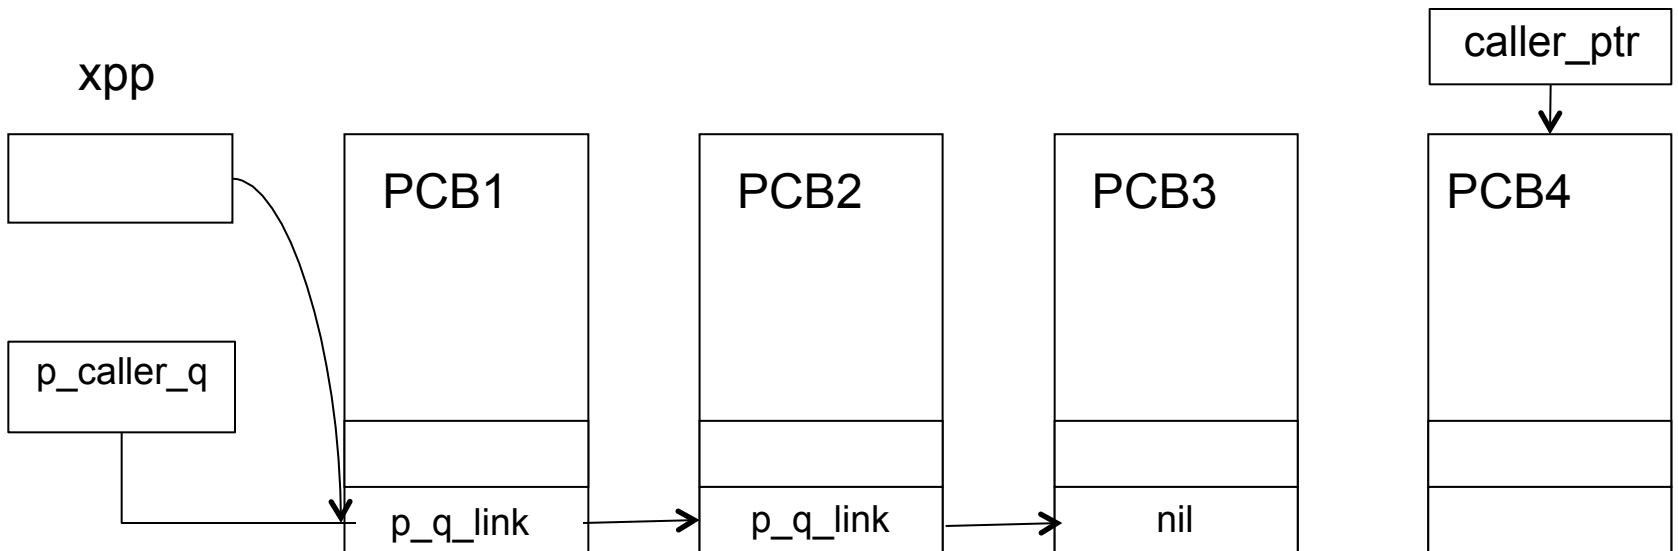 caller_ptr
xpp
PCB1
PCB2
PCB3
PCB4
p_caller_q
p_q_link
p_q_link
nil